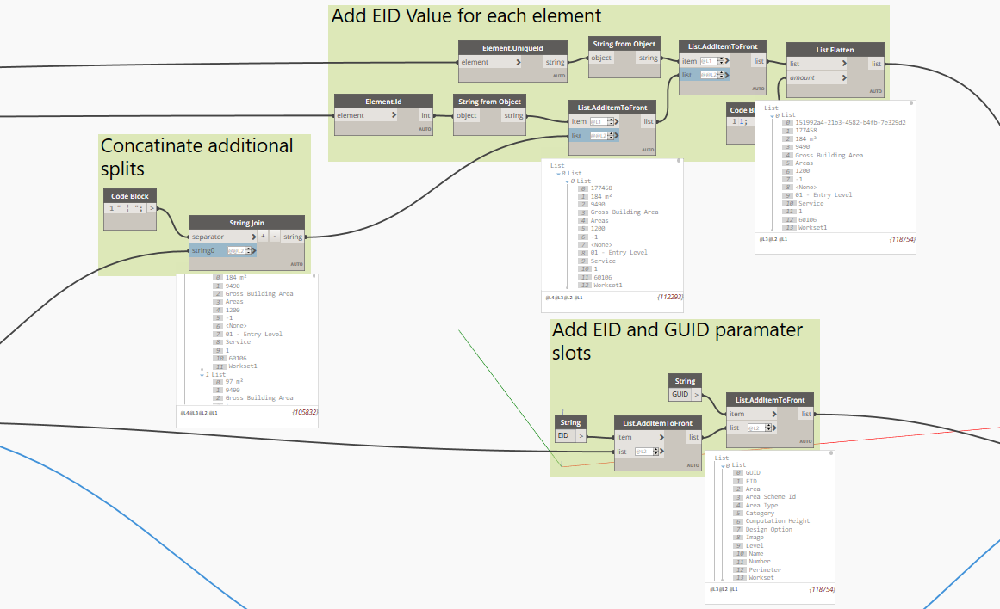 Add EID Value for each element
Element.UniqueId
element > string
AUTO
String from Object
object string
List.AddItemToFront
item @L1 > list
list @@L2 >
AUTO
List.Flatten
list > list
amount >
AUTO
Element.Id
element > int
AUTO
String from Object
object string
List.AddItemToFront
item @L1 > list
list @@L2 >
AUTO
Code Bl
1 1;
List
0 List
0 151992a4-21b3-4582-b4fb-7e329d2
1 177458
2 184 m²
3 9490
4 Gross Building Area
5 Areas
6 1200
7 -1
8 <None>
9 01 - Entry Level
10 Service
11 1
12 60106
13 Workset1
@L3 @L2 @L1 {118754}
Concatinate additional
splits
Code Block
1 " | "; >
String.Join
separator > + - string
string0 @@L2 >
AUTO
0 184 m²
1 9490
2 Gross Building Area
3 Areas
4 1200
5 -1
6 <None>
7 01 - Entry Level
8 Service
9 1
10 60106
11 Workset1
1 List
0 97 m²
1 9490
2 Gross Building Area
@L4 @L3 @L2 @L1 {105832}
List
0 List
0 List
0 177458
1 184 m²
2 9490
3 Gross Building Area
4 Areas
5 1200
6 -1
7 <None>
8 01 - Entry Level
9 Service
10 1
11 60106
12 Workset1
@L4 @L3 @L2 @L1 {112293}
Add EID and GUID paramater
slots
String
GUID >
List.AddItemToFront
item > list
list @L2 >
AUTO
String
EID >
List.AddItemToFront
item > list
list @L2 >
AUTO
List
0 List
0 GUID
1 EID
2 Area
3 Area Scheme Id
4 Area Type
5 Category
6 Computation Height
7 Design Option
8 Image
9 Level
10 Name
11 Number
12 Perimeter
13 Workset
@L3 @L2 @L1 {118754}